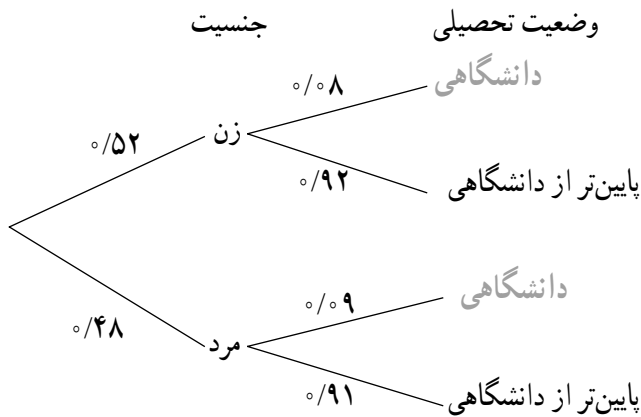 وضعیت تحصیلی
جنسیت
دانشگاهی
۰/۰۸
زن
۰/۵۲
۰/۹۲
پایین‌تر از دانشگاهی
دانشگاهی
۰/۰۹
۰/۴۸
مرد
۰/۹۱
پایین‌تر از دانشگاهی